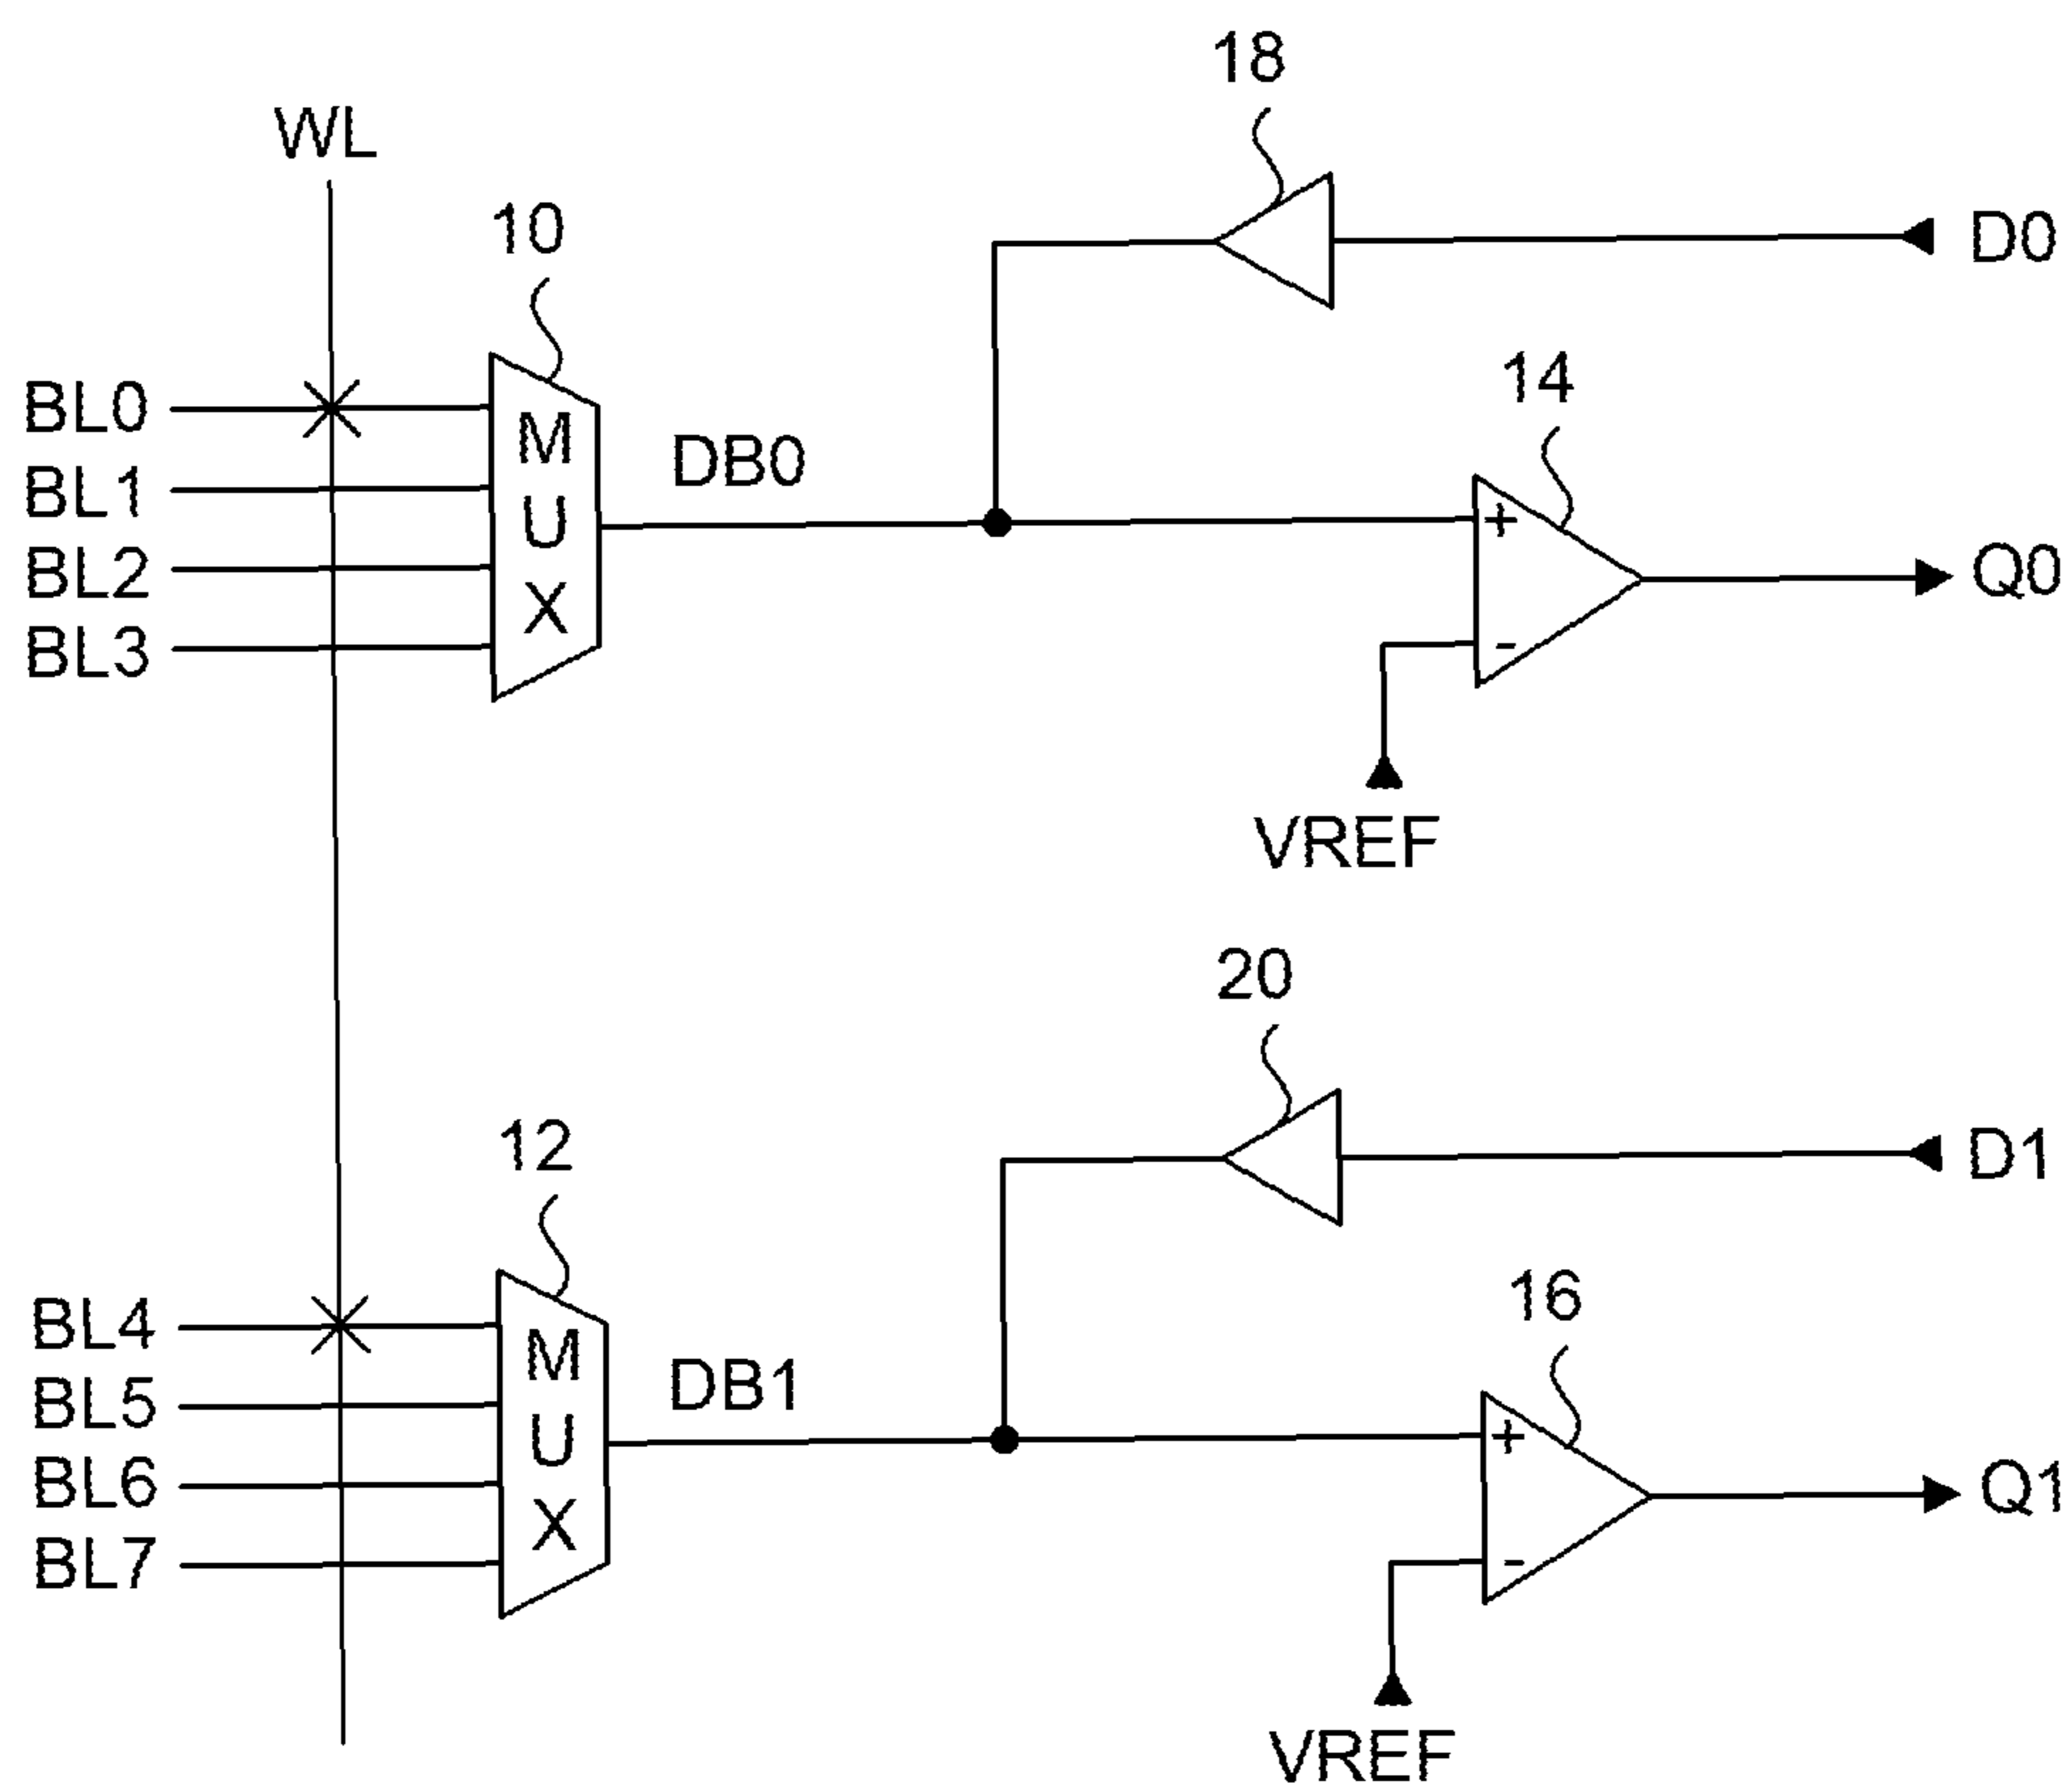 18
WL
10
D0
14
BL0
M
DB0
BL1
U
+
BL2
Q0
X
BL3
-
VREF
20
12
D1
16
BL4
M
DB1
BL5
U
+
BL6
Q1
X
BL7
-
VREF